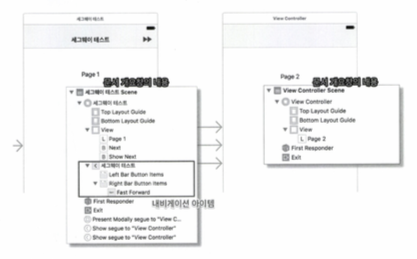 세그웨이 테스트
세그웨이 테스트
Page 1
문서 개요창의 내용
세그웨이 테스트 Scene
세그웨이 테스트
Top Layout Guide
Bottom Layout Guide
View
L Page 1
B Next
B Show Next
세그웨이 테스트
Left Bar Button Items
Right Bar Button Items
Fast Forward
내비게이션 아이템
First Responder
Exit
Present Modally segue to "View C...
Show segue to "View Controller"
Show segue to "View Controller"
View Controller
Page 2
문서 개요창의 내용
View Controller Scene
View Controller
Top Layout Guide
Bottom Layout Guide
View
L Page 2
First Responder
Exit